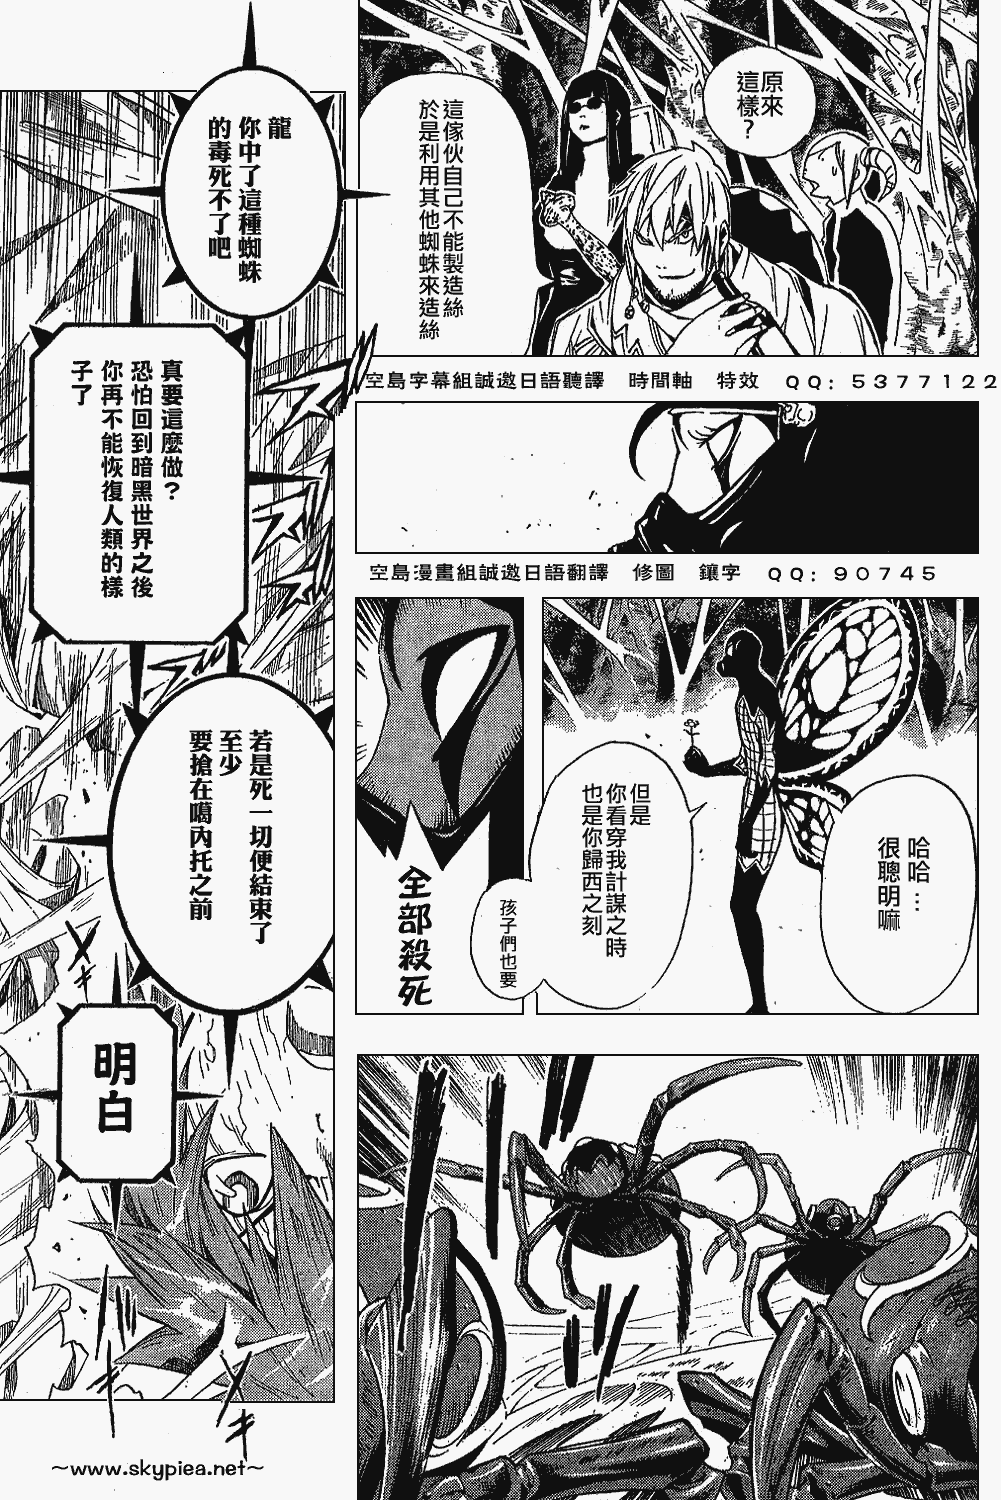 原來
這樣？
這傢伙自己不能製造絲
於是利用其他蜘蛛來造絲
空島字幕組誠邀日語聽譯　時間軸　特效　QQ: 5377122
空島漫畫組誠邀日語翻譯　修圖　鑲字　QQ: 90745
哈哈…
很聰明嘛
但是
你看穿我計謀之時
也是你歸西之刻
孩子們也要
全部殺死
龍
你中了這種蜘蛛
的毒死不了吧
真要這麼做？
恐怕回到暗黑世界之後
你再不能恢復人類的樣
子了
若是死一切便結束了
至少
要搶在噶內托之前
明白
~www.skypiea.net~